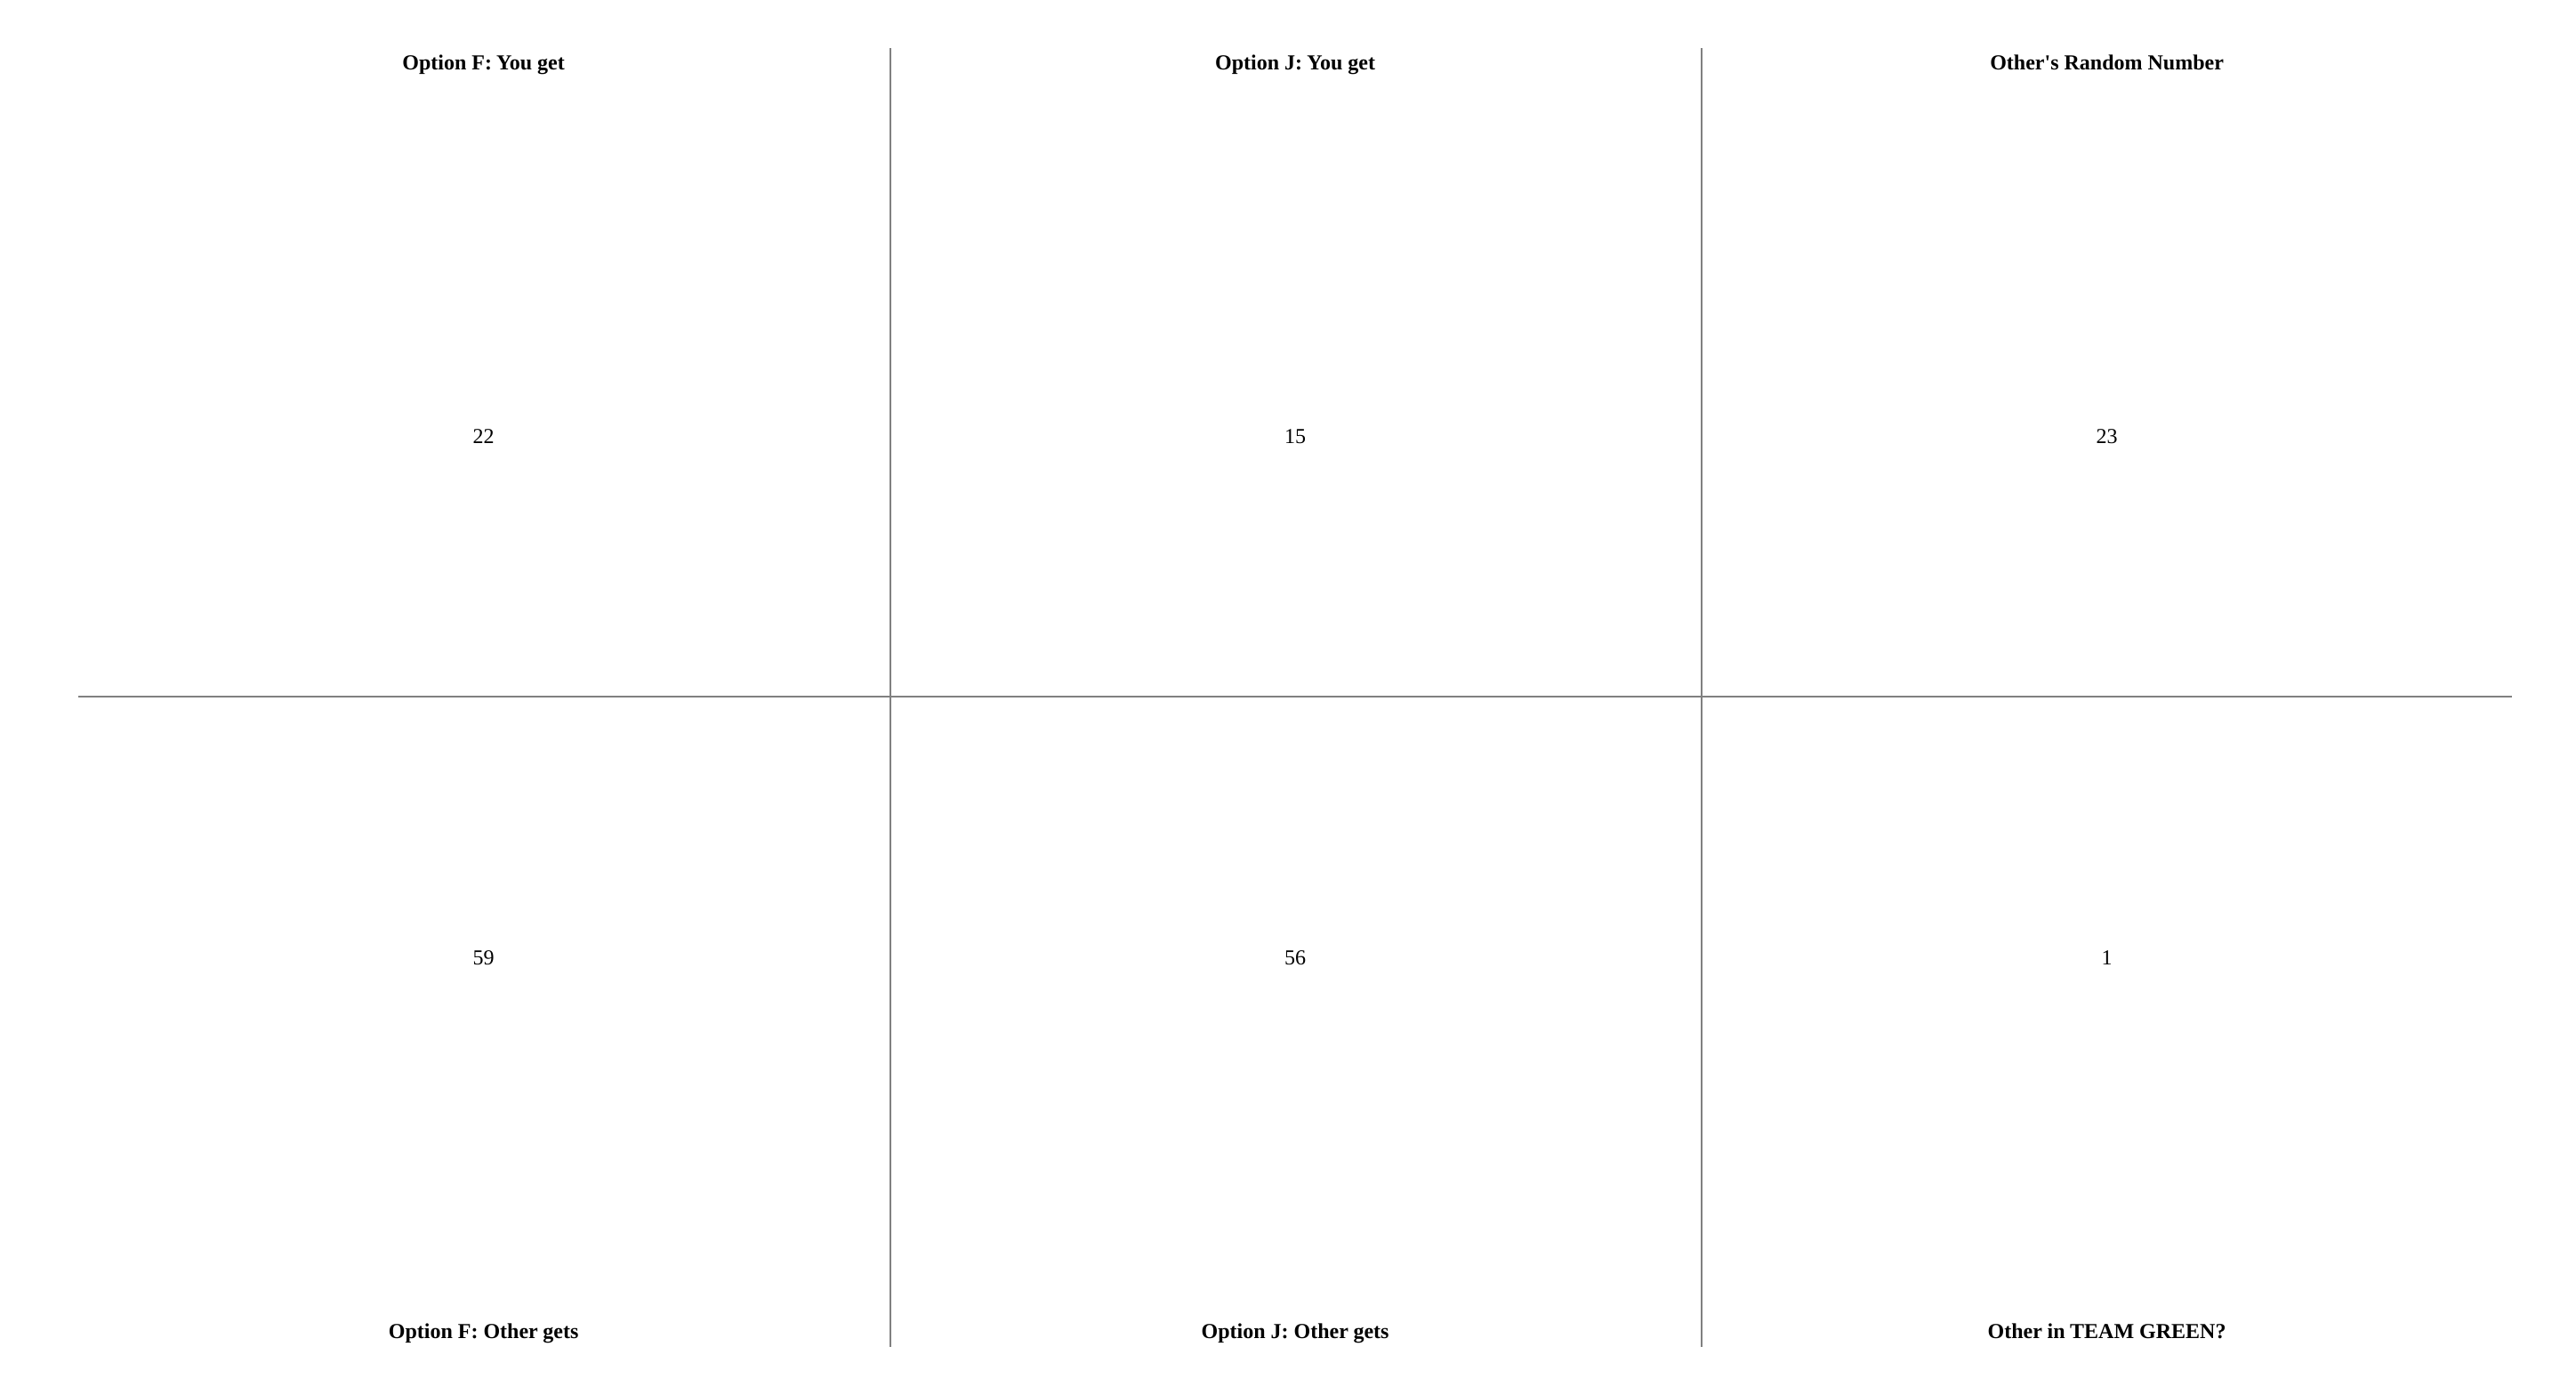 Option F: You get
Option J: You get
Other's Random Number
22
15
23
59
56
1
Option F: Other gets
Option J: Other gets
Other in TEAM GREEN?